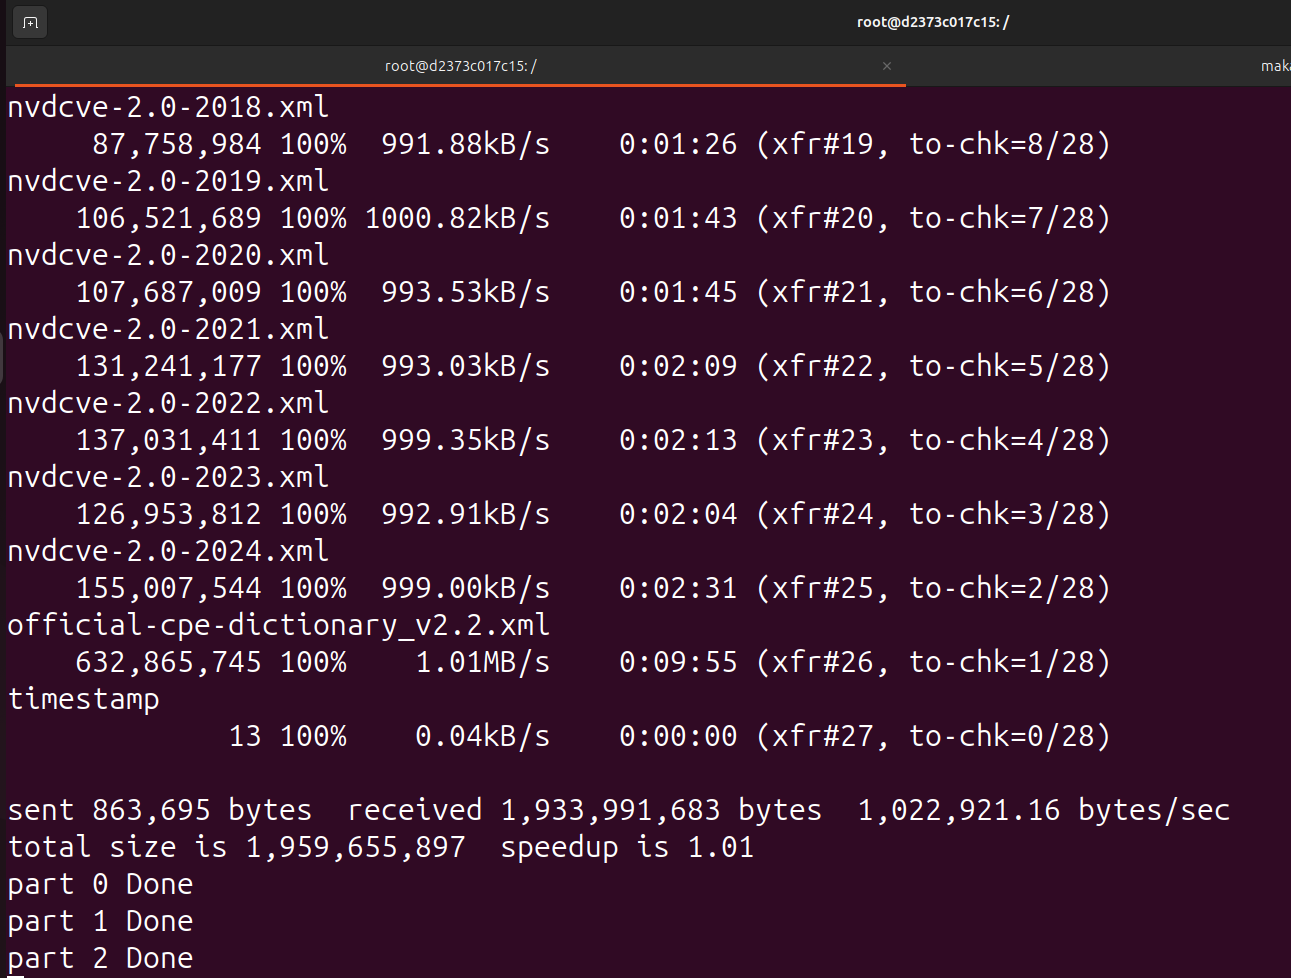 root@d2373c017c15: /
root@d2373c017c15: / × mak
nvdcve-2.0-2018.xml
87,758,984 100% 991.88kB/s 0:01:26 (xfr#19, to-chk=8/28)
nvdcve-2.0-2019.xml
106,521,689 100% 1000.82kB/s 0:01:43 (xfr#20, to-chk=7/28)
nvdcve-2.0-2020.xml
107,687,009 100% 993.53kB/s 0:01:45 (xfr#21, to-chk=6/28)
nvdcve-2.0-2021.xml
131,241,177 100% 993.03kB/s 0:02:09 (xfr#22, to-chk=5/28)
nvdcve-2.0-2022.xml
137,031,411 100% 999.35kB/s 0:02:13 (xfr#23, to-chk=4/28)
nvdcve-2.0-2023.xml
126,953,812 100% 992.91kB/s 0:02:04 (xfr#24, to-chk=3/28)
nvdcve-2.0-2024.xml
155,007,544 100% 999.00kB/s 0:02:31 (xfr#25, to-chk=2/28)
official-cpe-dictionary_v2.2.xml
632,865,745 100% 1.01MB/s 0:09:55 (xfr#26, to-chk=1/28)
timestamp
13 100% 0.04kB/s 0:00:00 (xfr#27, to-chk=0/28)
sent 863,695 bytes received 1,933,991,683 bytes 1,022,921.16 bytes/sec
total size is 1,959,655,897 speedup is 1.01
part 0 Done
part 1 Done
part 2 Done